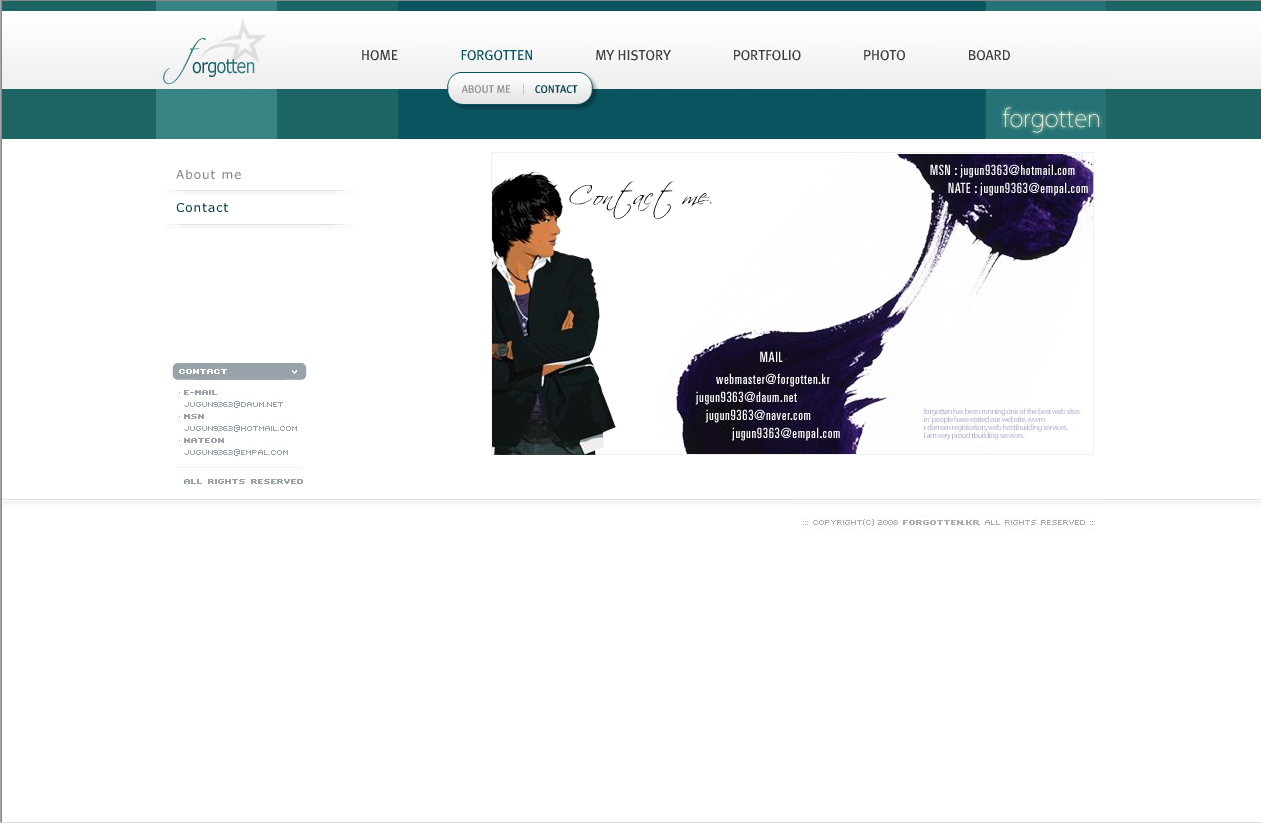 forgotten
HOME FORGOTTEN MY HISTORY PORTFOLIO PHOTO BOARD
ABOUT ME | CONTACT
forgotten
About me
Contact
Contact me.
MSN : jugun9363@hotmail.com
NATE : jugun9363@empal.com
MAIL
webmaster@forgotten.kr
jugun9363@daum.net
jugun9363@naver.com
jugun9363@empal.com
forgotten has been running one of the best web sites
people have visited our website, www
domain registration, web hostibuilding services.
I am very proud tbuilding services.
CONTACT
· E-MAIL
JUGUN9363@DAUM.NET
· MSN
JUGUN9363@HOTMAIL.COM
· NATEON
JUGUN9363@EMPAL.COM
ALL RIGHTS RESERVED
::: COPYRIGHT(C) 2008 FORGOTTEN.KR. ALL RIGHTS RESERVED :::